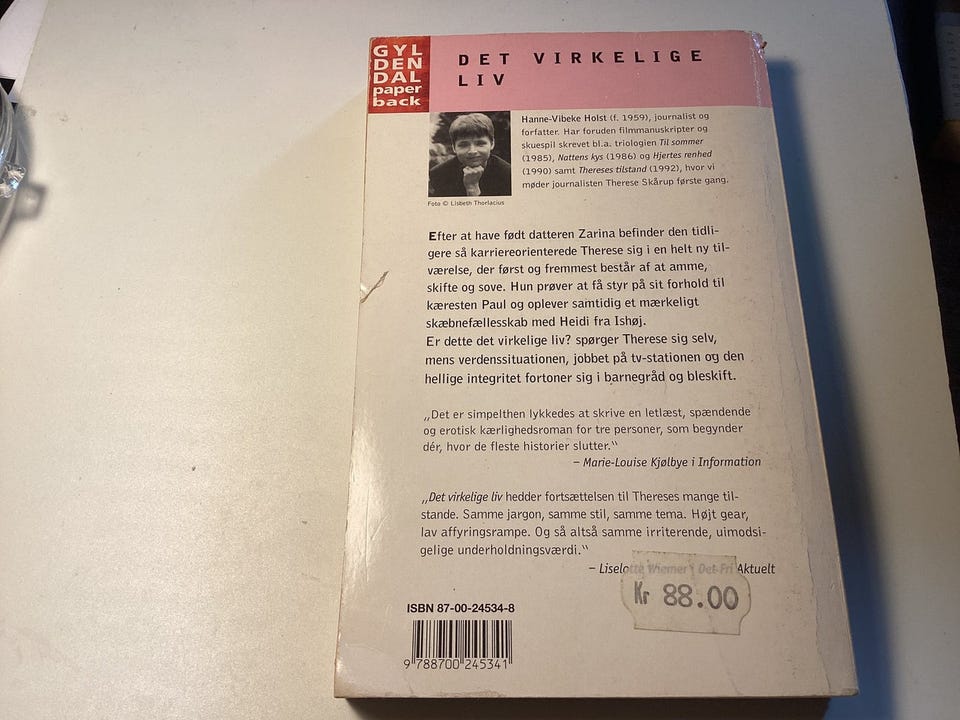 GYL
DEN
DAL
paper
back
DET VIRKELIGE
LIV
Hanne-Vibeke Holst (f. 1959), journalist og
forfatter. Har foruden filmmanuskripter og
skuespil skrevet bl.a. triologien Til sommer
(1985), Nattens kys (1986) og Hjertes renhed
(1990) samt Thereses tilstand (1992), hvor vi
møder journalisten Therese Skårup første gang.
Foto © Lisbeth Thorlacius
Efter at have født datteren Zarina befinder den tidli-
gere så karriereorienterede Therese sig i en helt ny til-
værelse, der først og fremmest består af at amme,
skifte og sove. Hun prøver at få styr på sit forhold til
kæresten Paul og oplever samtidig et mærkeligt
skæbnefællesskab med Heidi fra Ishøj.
Er dette det virkelige liv? spørger Therese sig selv,
mens verdenssituationen, jobbet på tv-stationen og den
hellige integritet fortoner sig i barnegråd og bleskift.
„Det er simpelthen lykkedes at skrive en letlæst, spændende
og erotisk kærlighedsroman for tre personer, som begynder
dér, hvor de fleste historier slutter.“
– Marie-Louise Kjølbye i Information
„Det virkelige liv hedder fortsættelsen til Thereses mange til-
stande. Samme jargon, samme stil, samme tema. Højt gear,
lav affyringsrampe. Og så altså samme irriterende, uimodsi-
gelige underholdningsværdi.“
– Liselotte Wiemer i Det Fri Aktuelt
Kr 88.00
ISBN 87-00-24534-8
9 788700 245341